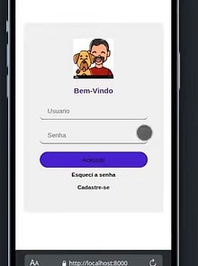 Bem-Vindo
Usuario
Senha
Acessar
Esqueci a senha
Cadastre-se
AA http://localhost:8000